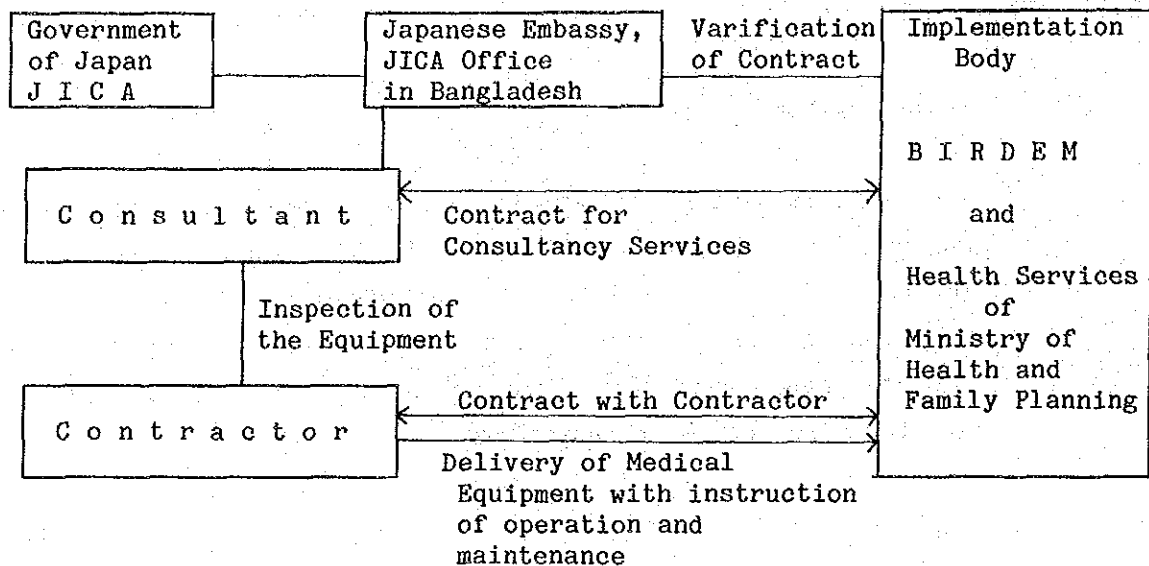 Government
of Japan
J I C A
Japanese Embassy,
JICA Office
in Bangladesh
Varification
of Contract
Implementation
Body
B I R D E M
and
Health Services
of
Ministry of
Health and
Family Planning
C o n s u l t a n t
Contract for
Consultancy Services
Inspection of
the Equipment
C o n t r a c t o r
Contract with Contractor
Delivery of Medical
Equipment with instruction
of operation and
maintenance